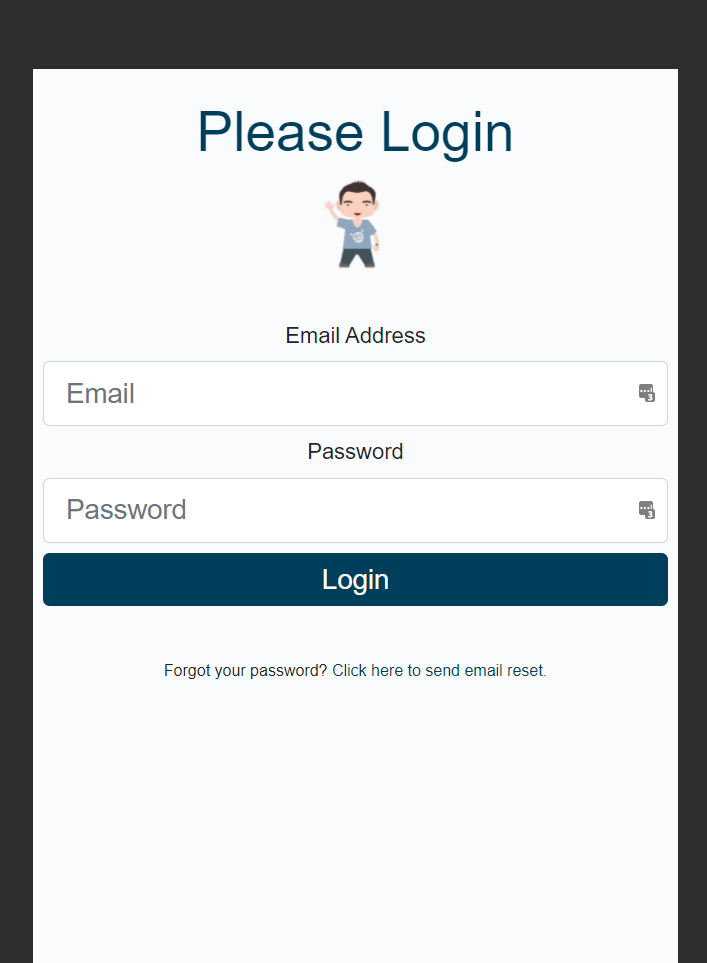 Please Login
Email Address
Email
Password
Password
Login
Forgot your password? Click here to send email reset.